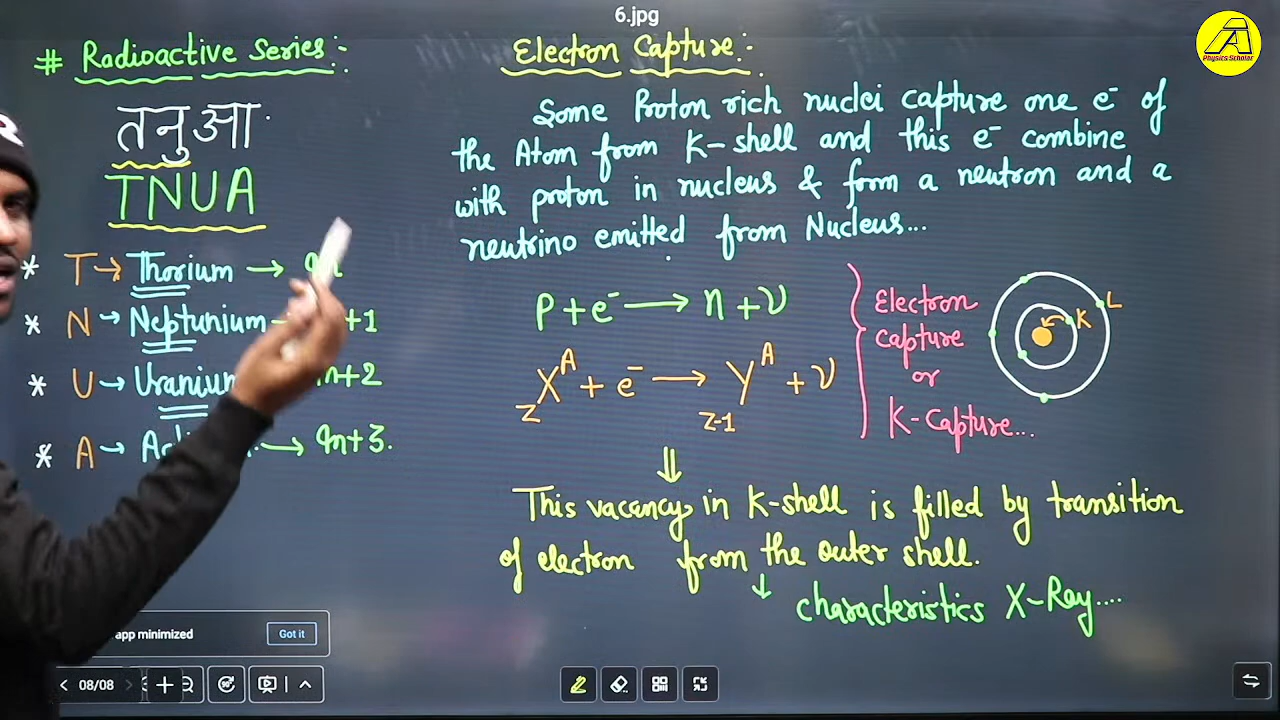 6.jpg
A
Physics Scholar
# Radioactive Series:-
तनुआ
TNUA
* T→ Thorium →
* N → Neptunium +1
* U → Uranium +2
* A → → 4n+3.
Electron Capture:-
Some Proton rich nuclei capture one e⁻ of
the Atom from K-shell and this e⁻ combine
with proton in nucleus & form a neutron and a
neutrino emitted from Nucleus...
P + e⁻ → n + ν
zX^A + e⁻ → z-1Y^A + ν
Electron
Capture
or
K-Capture...
K
L
⇓
This vacancy in K-shell is filled by transition
of electron from the outer shell.
↓ characteristics X-Ray....
app minimized
Got it
08/08